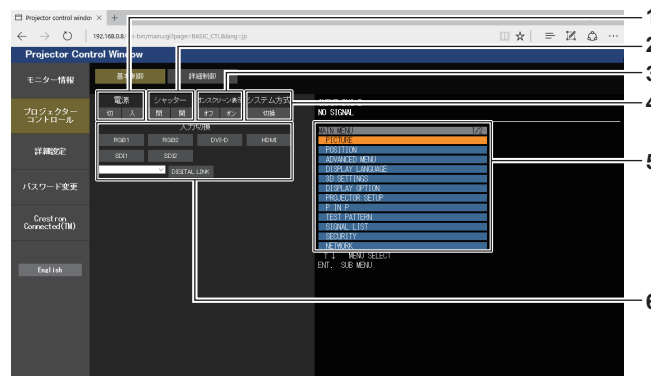 Projector control window
192.168.0.8/ -bin/main.cgi?page=BASIC_CTL&lang=jp
1
Projector Control Window
2
モニター情報
基本制御
詳細制御
3
電源
シャッター
オンスクリーン表示
システム方式
4
切 入
閉 開
オフ オン
切換
NO SIGNAL
プロジェクター
コントロール
入力切換
RGB1
RGB2
DVI-D
HDMI
SDI1
SDI2
DIGITAL LINK
MAIN MENU 1/2
PICTURE
POSITION
ADVANCED MENU
DISPLAY LANGUAGE
3D SETTINGS
DISPLAY OPTION
PROJECTOR SETUP
P IN P
TEST PATTERN
SIGNAL LIST
SECURITY
NETWORK
5
↑↓ MENU SELECT
ENT. SUB MENU
詳細設定
パスワード変更
Crestron
Connected(TM)
English
6